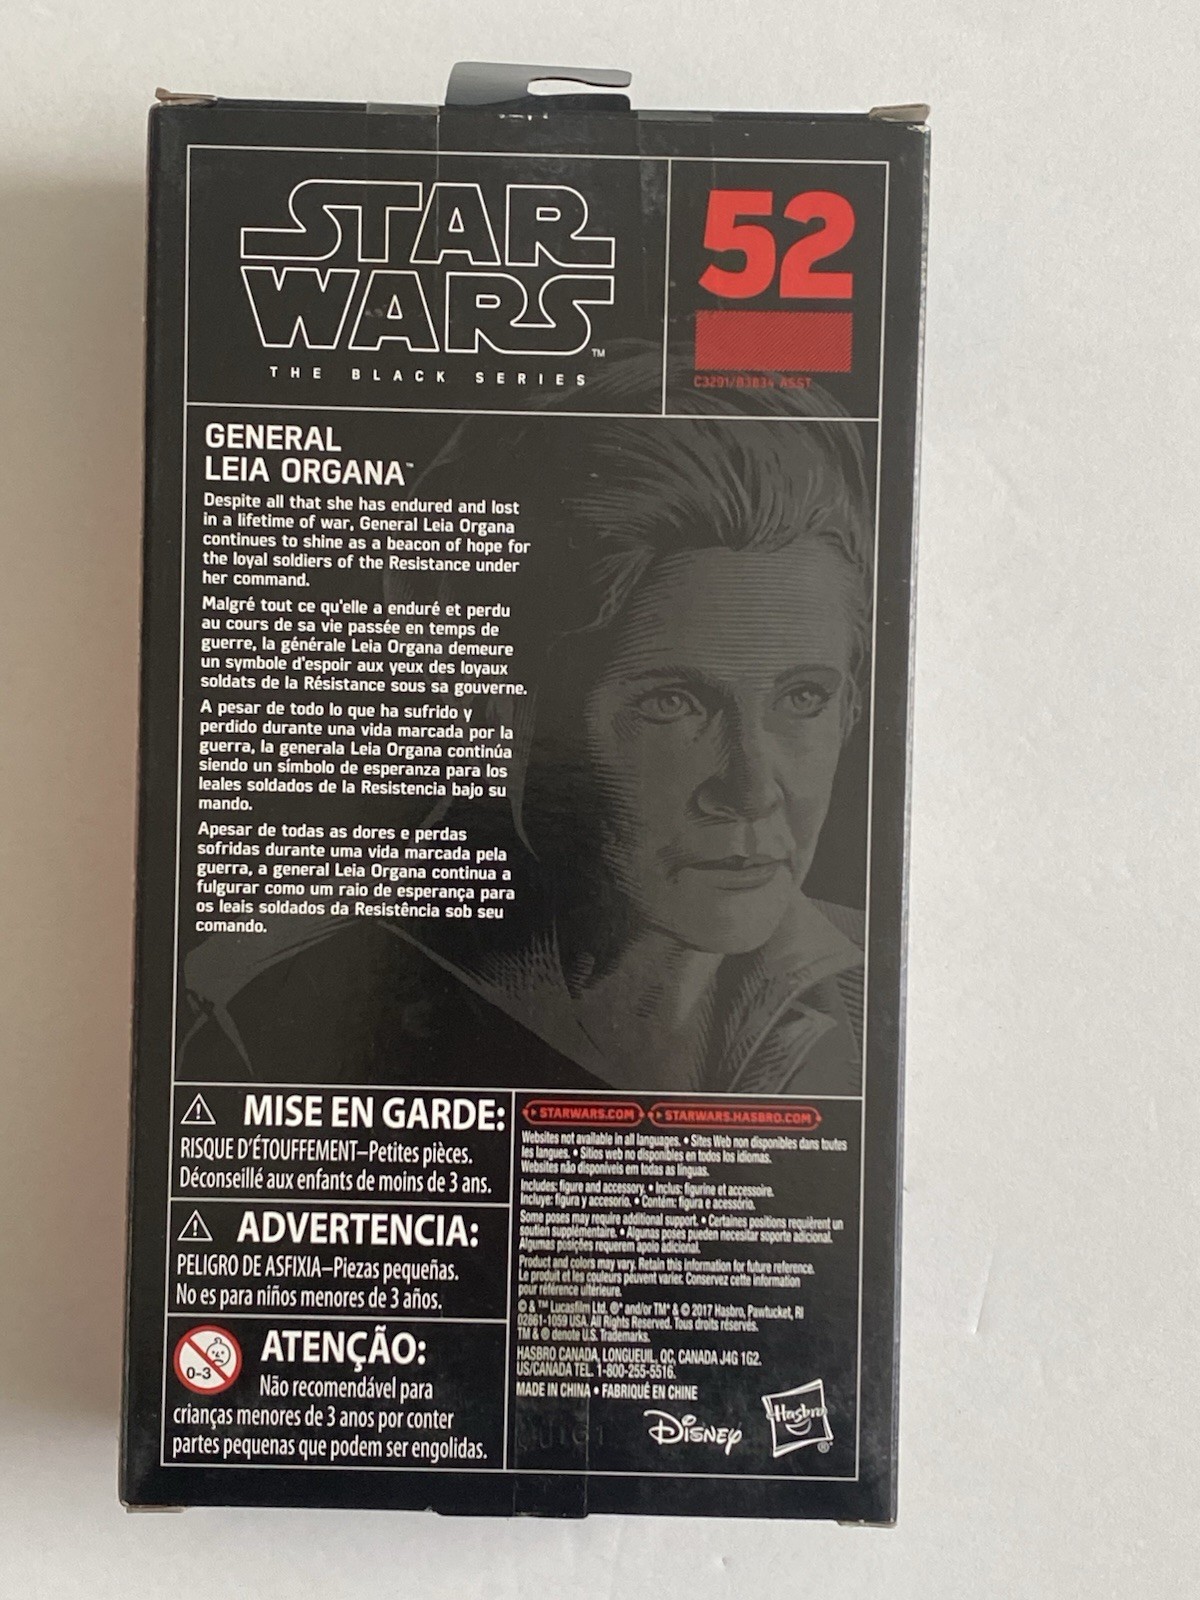 STAR
WARS™
THE BLACK SERIES
52
C3291/B3834 ASST
GENERAL
LEIA ORGANA™
Despite all that she has endured and lost
in a lifetime of war, General Leia Organa
continues to shine as a beacon of hope for
the loyal soldiers of the Resistance under
her command.
Malgré tout ce qu'elle a enduré et perdu
au cours de sa vie passée en temps de
guerre, la générale Leia Organa demeure
un symbole d'espoir aux yeux des loyaux
soldats de la Résistance sous sa gouverne.
A pesar de todo lo que ha sufrido y
perdido durante una vida marcada por la
guerra, la generala Leia Organa continúa
siendo un símbolo de esperanza para los
leales soldados de la Resistencia bajo su
mando.
Apesar de todas as dores e perdas
sofridas durante uma vida marcada pela
guerra, a general Leia Organa continua a
fulgurar como um raio de esperança para
os leais soldados da Resistência sob seu
comando.
MISE EN GARDE:
RISQUE D'ÉTOUFFEMENT–Petites pièces.
Déconseillé aux enfants de moins de 3 ans.
ADVERTENCIA:
PELIGRO DE ASFIXIA–Piezas pequeñas.
No es para niños menores de 3 años.
0-3
ATENÇÃO:
Não recomendável para
crianças menores de 3 anos por conter
partes pequenas que podem ser engolidas.
STARWARS.COM STARWARS.HASBRO.COM
Websites not available in all languages. • Sites Web non disponibles dans toutes
les langues. • Sitios web no disponibles en todos los idiomas.
Websites não disponíveis em todas as línguas.
Includes: figure and accessory. • Inclus: figurine et accessoire.
Incluye: figura y accesorio. • Contém: figura e acessório.
Some poses may require additional support. • Certaines positions requièrent un
soutien supplémentaire. • Algunas poses pueden necesitar soporte adicional.
Algumas posições requerem apoio adicional.
Product and colors may vary. Retain this information for future reference.
Le produit et les couleurs peuvent varier. Conservez cette information
pour référence ultérieure.
© & ™ Lucasfilm Ltd. ®* and/or TM* & © 2017 Hasbro, Pawtucket, RI
02861-1059 USA. All Rights Reserved. Tous droits réservés.
TM & ® denote U.S. Trademarks.
HASBRO CANADA, LONGUEUIL, QC, CANADA J4G 1G2.
US/CANADA TEL. 1-800-255-5516.
MADE IN CHINA • FABRIQUÉ EN CHINE
DISNEY
Hasbro®